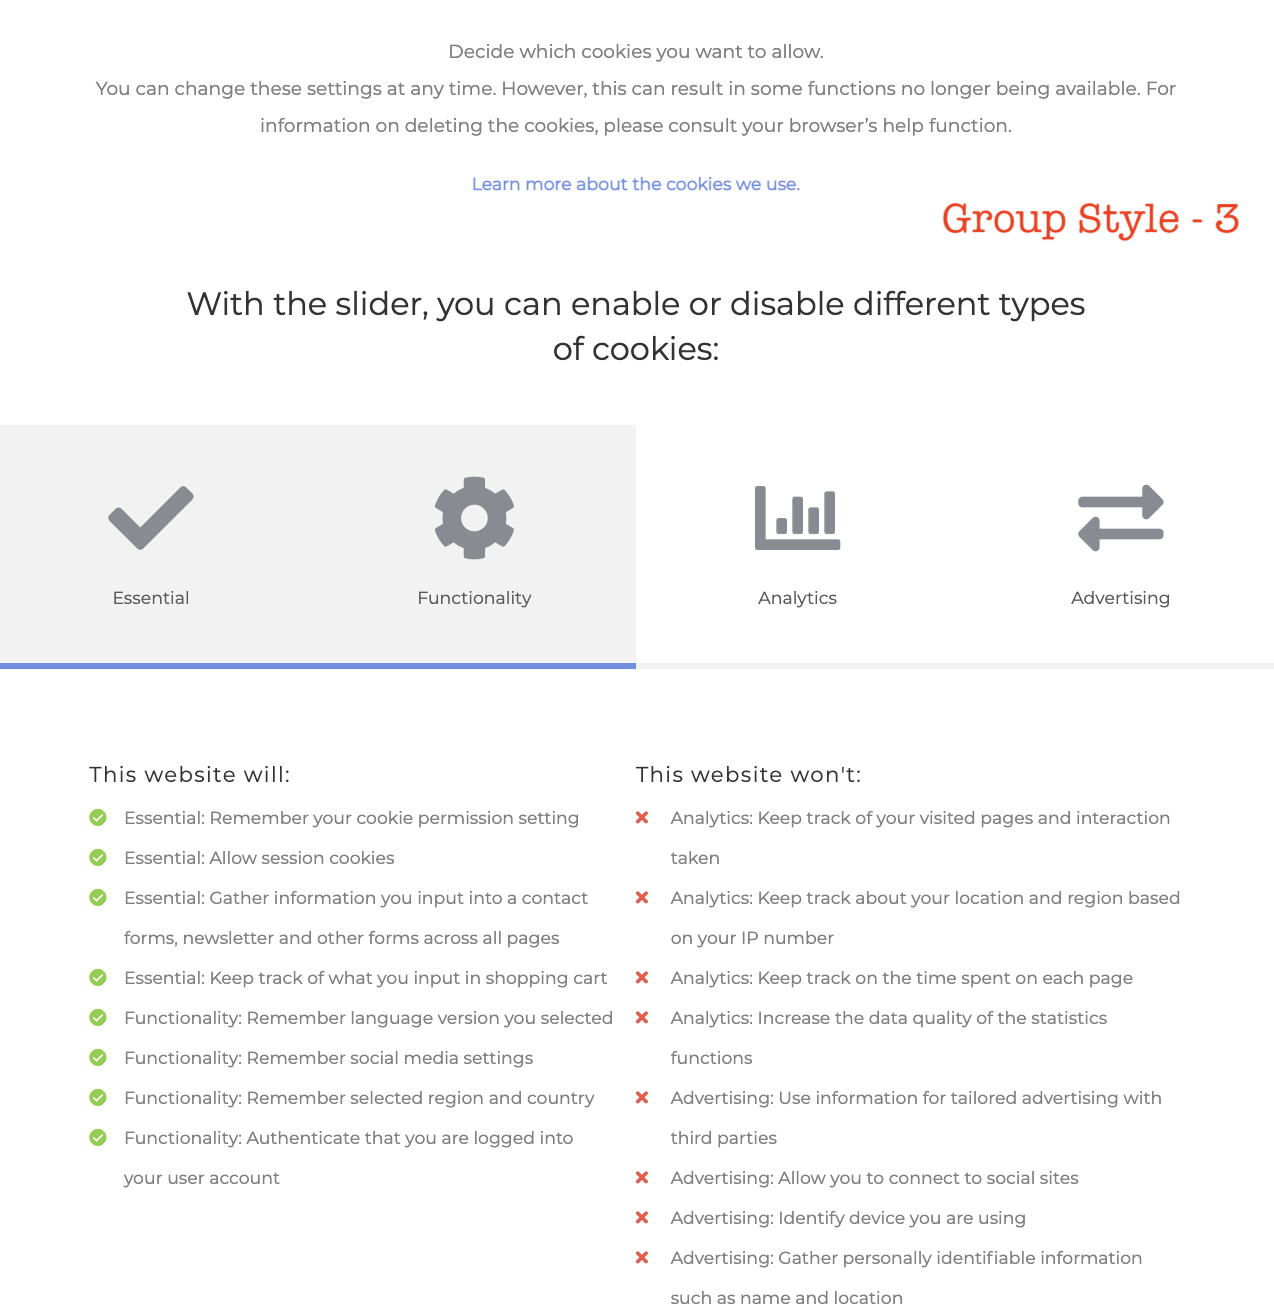 Decide which cookies you want to allow.
You can change these settings at any time. However, this can result in some functions no longer being available. For
information on deleting the cookies, please consult your browser’s help function.
Learn more about the cookies we use.
Group Style - 3
With the slider, you can enable or disable different types
of cookies:
Essential
Functionality
Analytics
Advertising
This website will:
Essential: Remember your cookie permission setting
Essential: Allow session cookies
Essential: Gather information you input into a contact
forms, newsletter and other forms across all pages
Essential: Keep track of what you input in shopping cart
Functionality: Remember language version you selected
Functionality: Remember social media settings
Functionality: Remember selected region and country
Functionality: Authenticate that you are logged into
your user account
This website won't:
Analytics: Keep track of your visited pages and interaction
taken
Analytics: Keep track about your location and region based
on your IP number
Analytics: Keep track on the time spent on each page
Analytics: Increase the data quality of the statistics
functions
Advertising: Use information for tailored advertising with
third parties
Advertising: Allow you to connect to social sites
Advertising: Identify device you are using
Advertising: Gather personally identifiable information
such as name and location